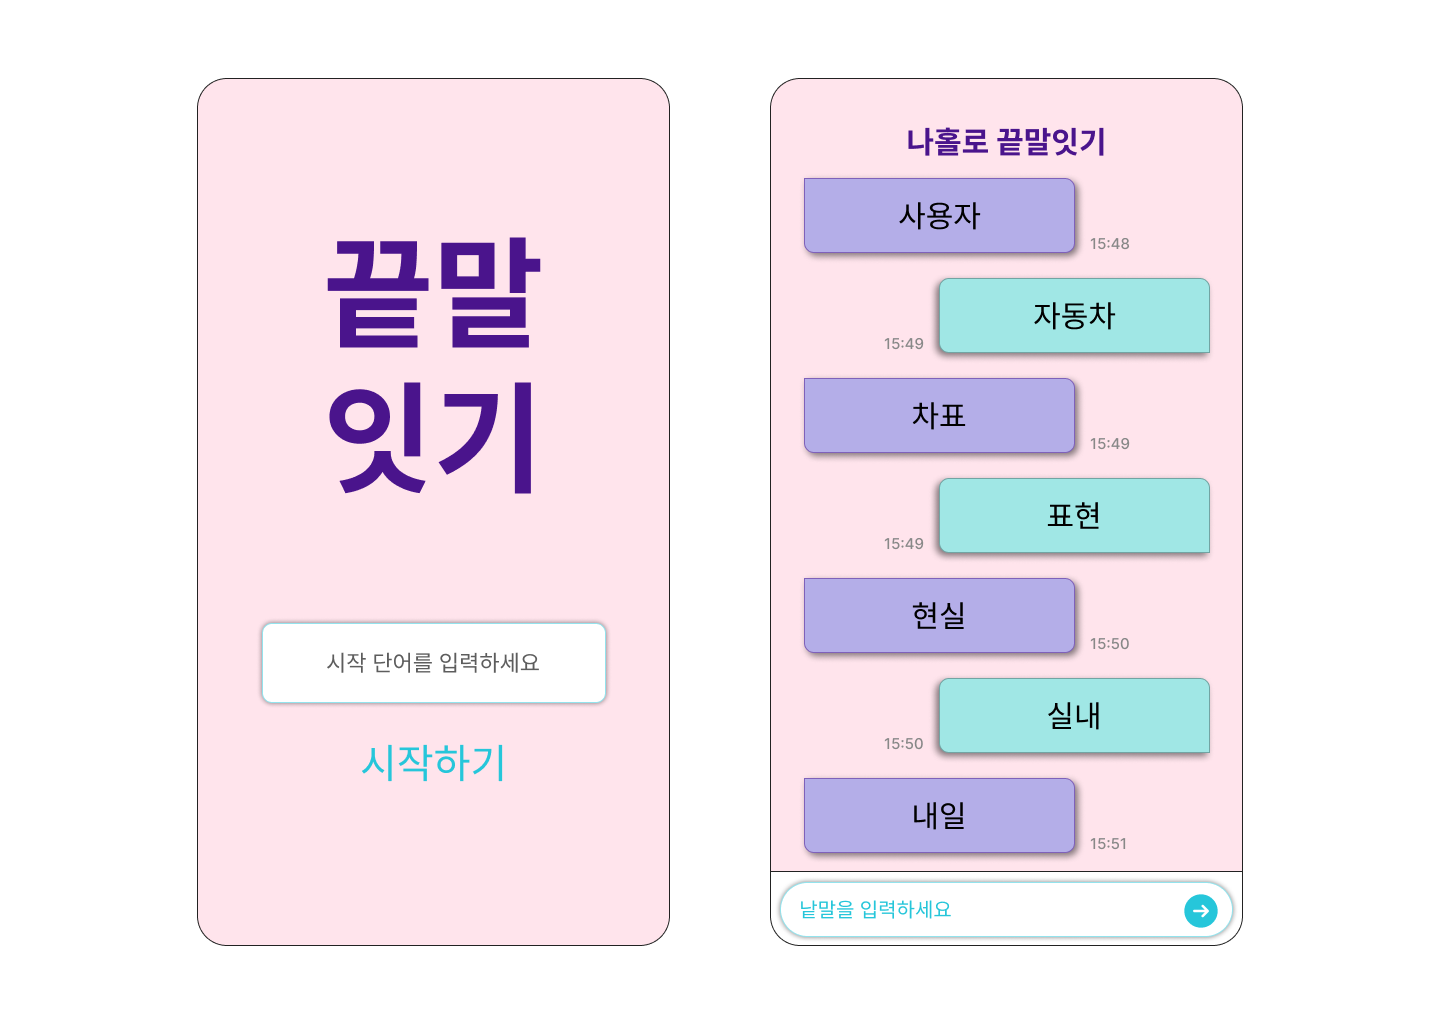 끝말
잇기
시작 단어를 입력하세요
시작하기
나홀로 끝말잇기
사용자
15:48
자동차
15:49
차표
15:49
표현
15:49
현실
15:50
실내
15:50
내일
15:51
낱말을 입력하세요